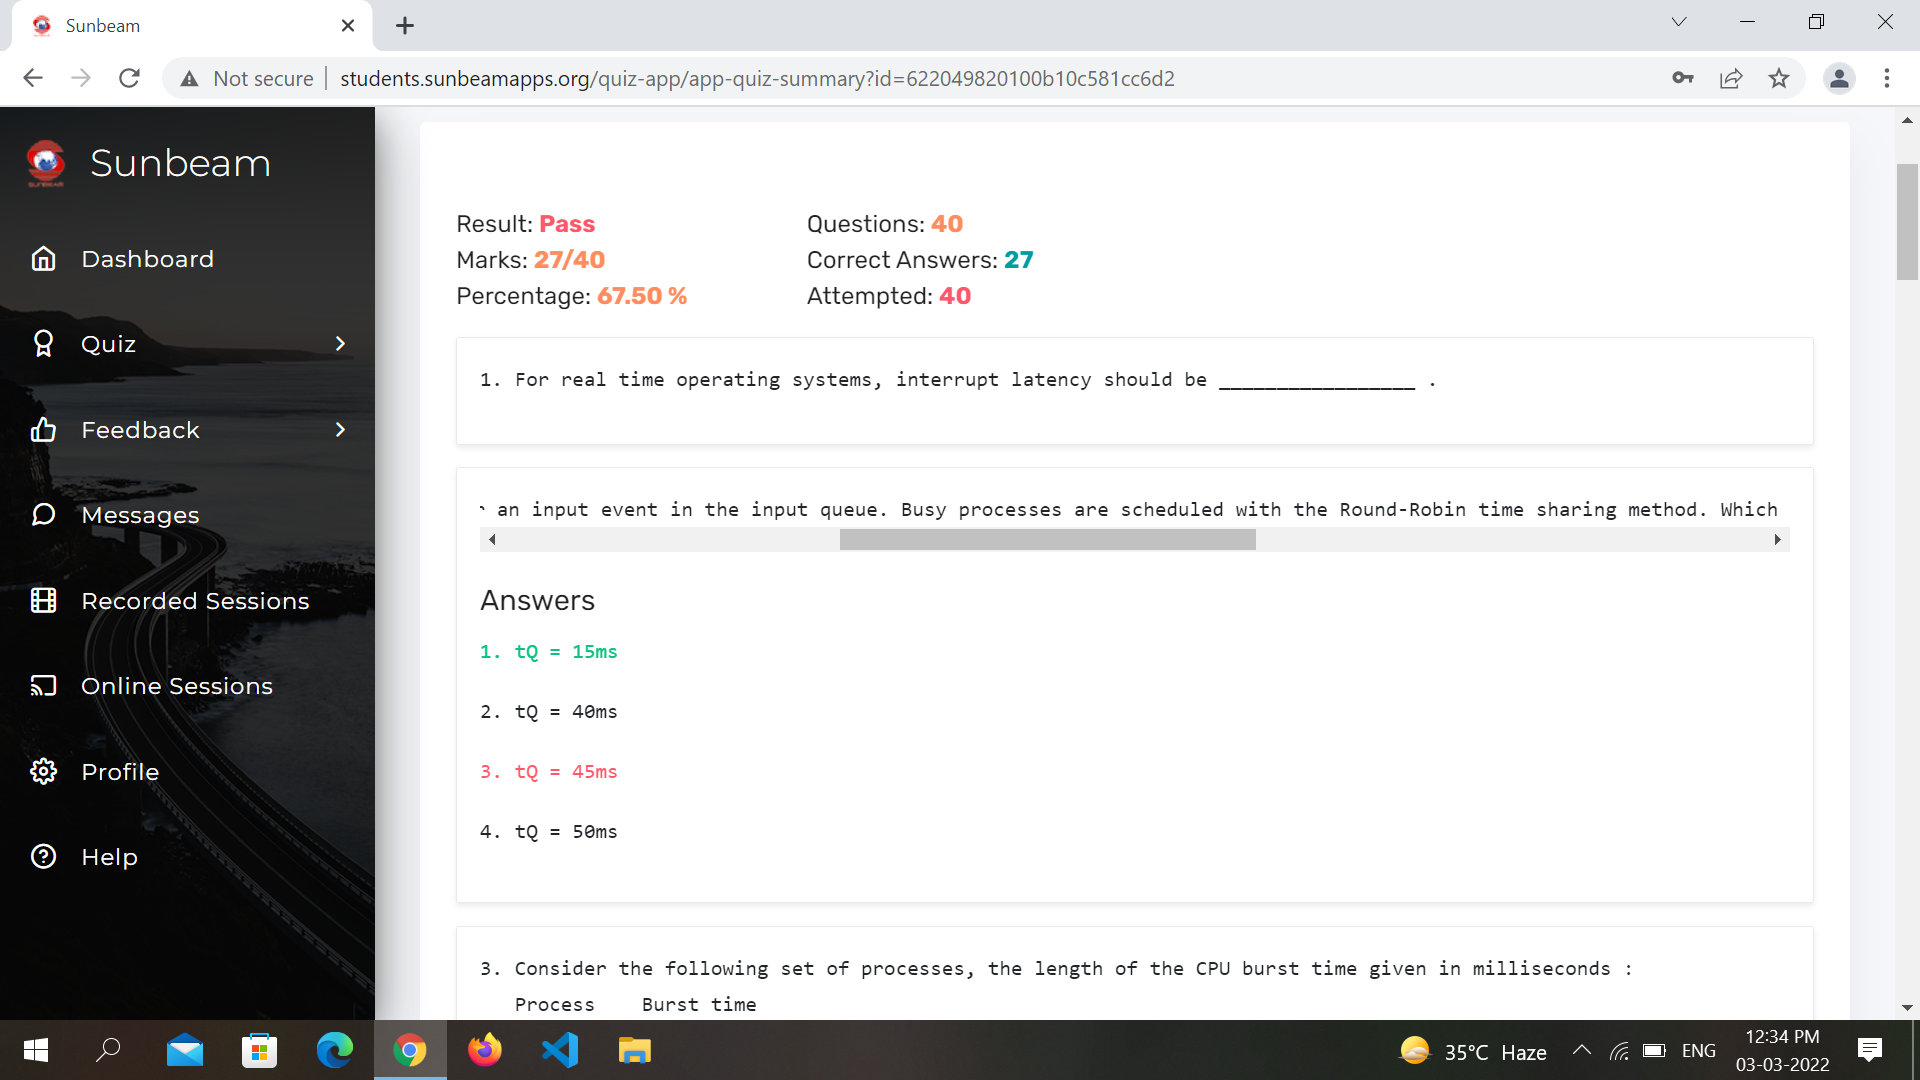 Sunbeam
Not secure
students.sunbeamapps.org/quiz-app/app-quiz-summary?id=622049820100b10c581cc6d2
Sunbeam
Dashboard
Quiz
Feedback
Messages
Recorded Sessions
Online Sessions
Profile
Help
Result: Pass
Marks: 27/40
Percentage: 67.50 %
Questions: 40
Correct Answers: 27
Attempted: 40
1. For real time operating systems, interrupt latency should be _________________ .
an input event in the input queue. Busy processes are scheduled with the Round-Robin time sharing method. Which
Answers
1. tQ = 15ms
2. tQ = 40ms
3. tQ = 45ms
4. tQ = 50ms
3. Consider the following set of processes, the length of the CPU burst time given in milliseconds :
Process Burst time
35°C Haze
ENG
12:34 PM
03-03-2022